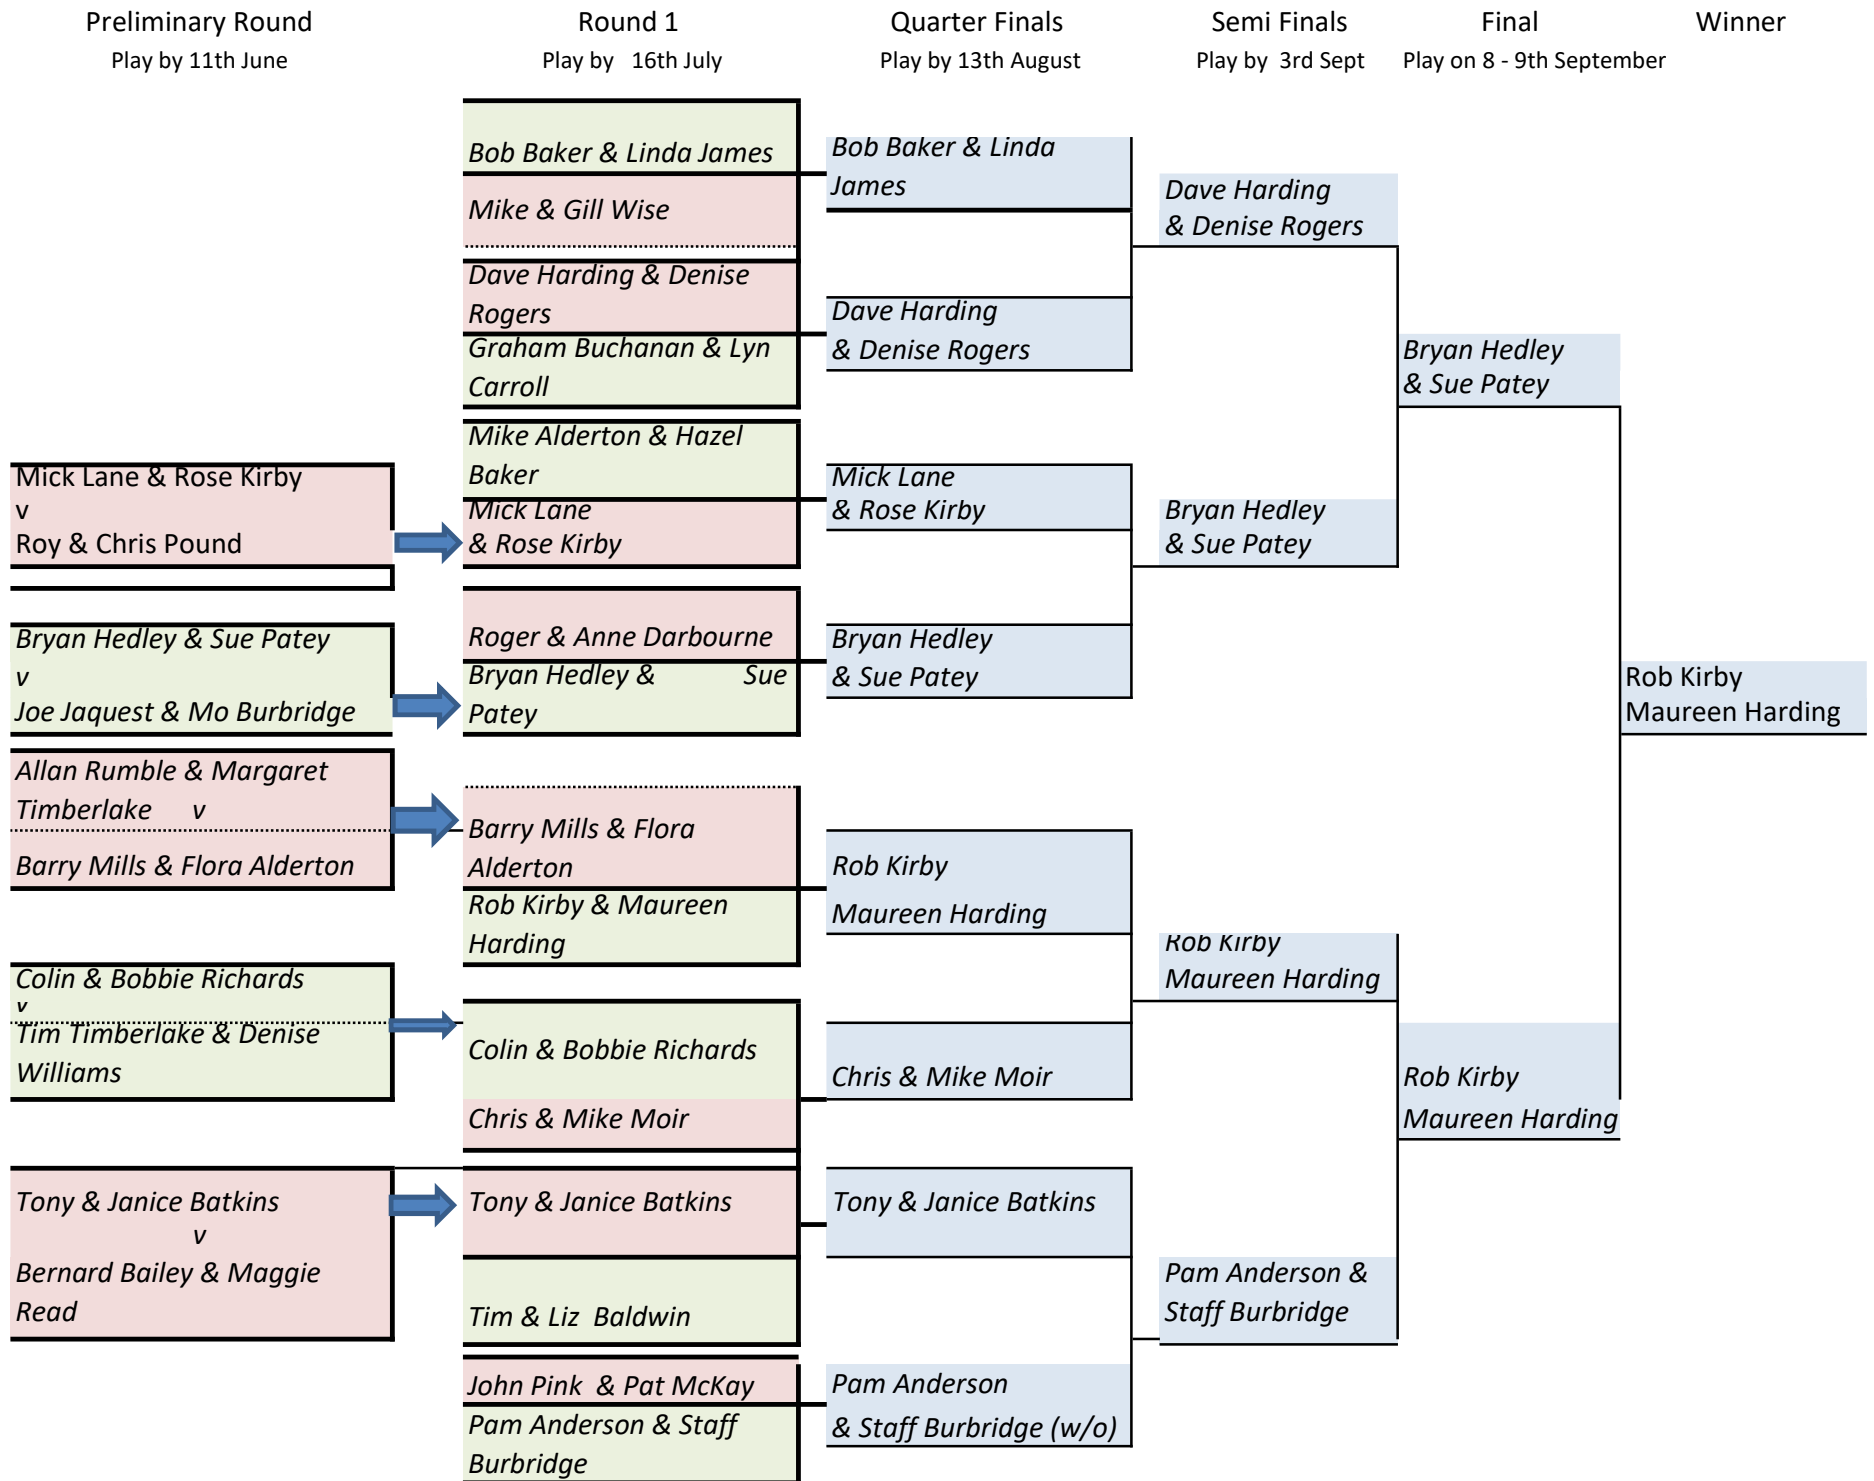 Preliminary Round
Play by 11th June
Round 1
Play by 16th July
Quarter Finals
Play by 13th August
Semi Finals
Play by 3rd Sept
Final
Play on 8 - 9th September
Winner
Mick Lane & Rose Kirby
v
Roy & Chris Pound
Bryan Hedley & Sue Patey
v
Joe Jaquest & Mo Burbridge
Allan Rumble & Margaret
Timberlake v
Barry Mills & Flora Alderton
Colin & Bobbie Richards
v
Tim Timberlake & Denise
Williams
Tony & Janice Batkins
v
Bernard Bailey & Maggie
Read
Bob Baker & Linda James
Mike & Gill Wise
Dave Harding & Denise
Rogers
Graham Buchanan & Lyn
Carroll
Mike Alderton & Hazel
Baker
Mick Lane
& Rose Kirby
Roger & Anne Darbourne
Bryan Hedley & Sue
Patey
Barry Mills & Flora
Alderton
Rob Kirby & Maureen
Harding
Colin & Bobbie Richards
Chris & Mike Moir
Tony & Janice Batkins
Tim & Liz Baldwin
John Pink & Pat McKay
Pam Anderson & Staff
Burbridge
Bob Baker & Linda
James
Dave Harding
& Denise Rogers
Mick Lane
& Rose Kirby
Bryan Hedley
& Sue Patey
Rob Kirby
Maureen Harding
Chris & Mike Moir
Tony & Janice Batkins
Pam Anderson
& Staff Burbridge (w/o)
Dave Harding
& Denise Rogers
Bryan Hedley
& Sue Patey
Rob Kirby
Maureen Harding
Pam Anderson &
Staff Burbridge
Bryan Hedley
& Sue Patey
Rob Kirby
Maureen Harding
Rob Kirby
Maureen Harding